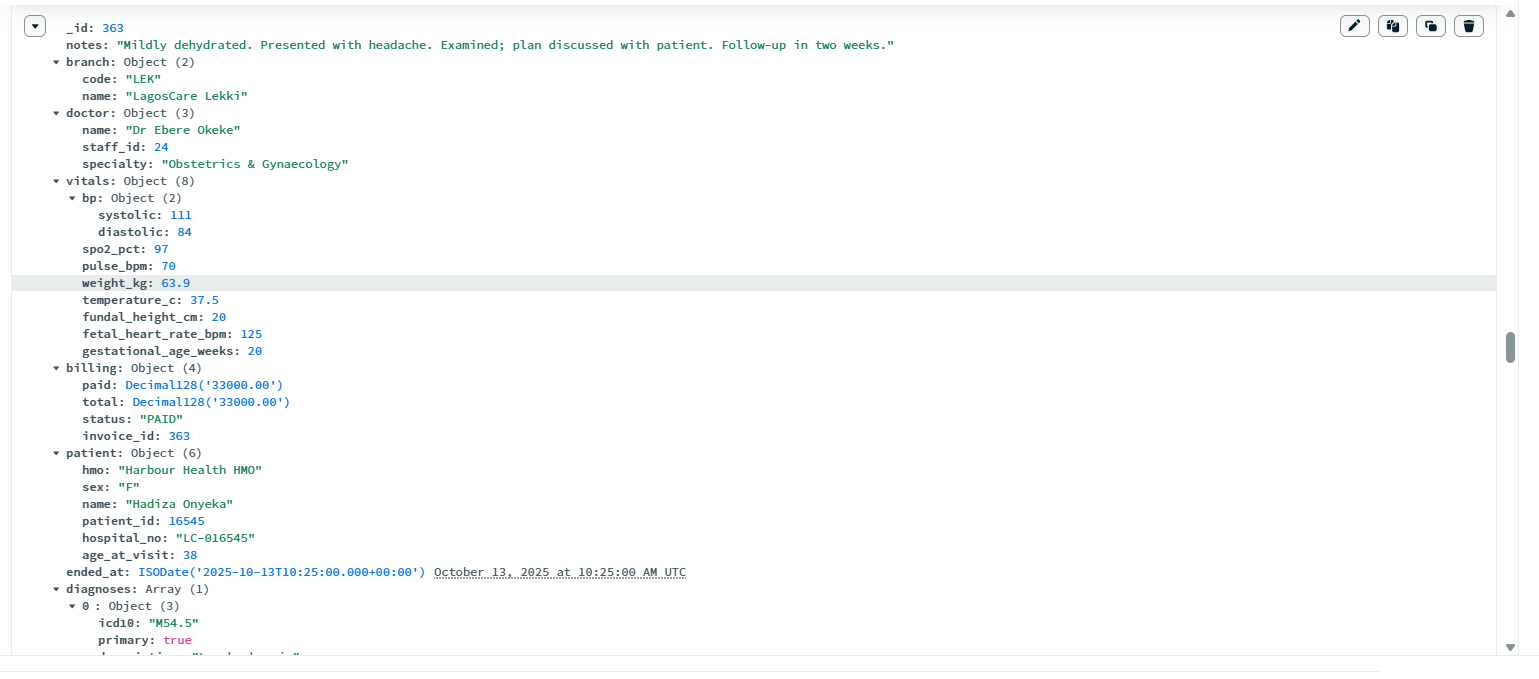 _id: 363
notes: "Mildly dehydrated. Presented with headache. Examined; plan discussed with patient. Follow-up in two weeks."
branch: Object (2)
code: "LEK"
name: "LagosCare Lekki"
doctor: Object (3)
name: "Dr Ebere Okeke"
staff_id: 24
specialty: "Obstetrics & Gynaecology"
vitals: Object (8)
bp: Object (2)
systolic: 111
diastolic: 84
spo2_pct: 97
pulse_bpm: 70
weight_kg: 63.9
temperature_c: 37.5
fundal_height_cm: 20
fetal_heart_rate_bpm: 125
gestational_age_weeks: 20
billing: Object (4)
paid: Decimal128('33000.00')
total: Decimal128('33000.00')
status: "PAID"
invoice_id: 363
patient: Object (6)
hmo: "Harbour Health HMO"
sex: "F"
name: "Hadiza Onyeka"
patient_id: 16545
hospital_no: "LC-016545"
age_at_visit: 38
ended_at: ISODate('2025-10-13T10:25:00.000+00:00') October 13, 2025 at 10:25:00 AM UTC
diagnoses: Array (1)
0 : Object (3)
icd10: "M54.5"
primary: true